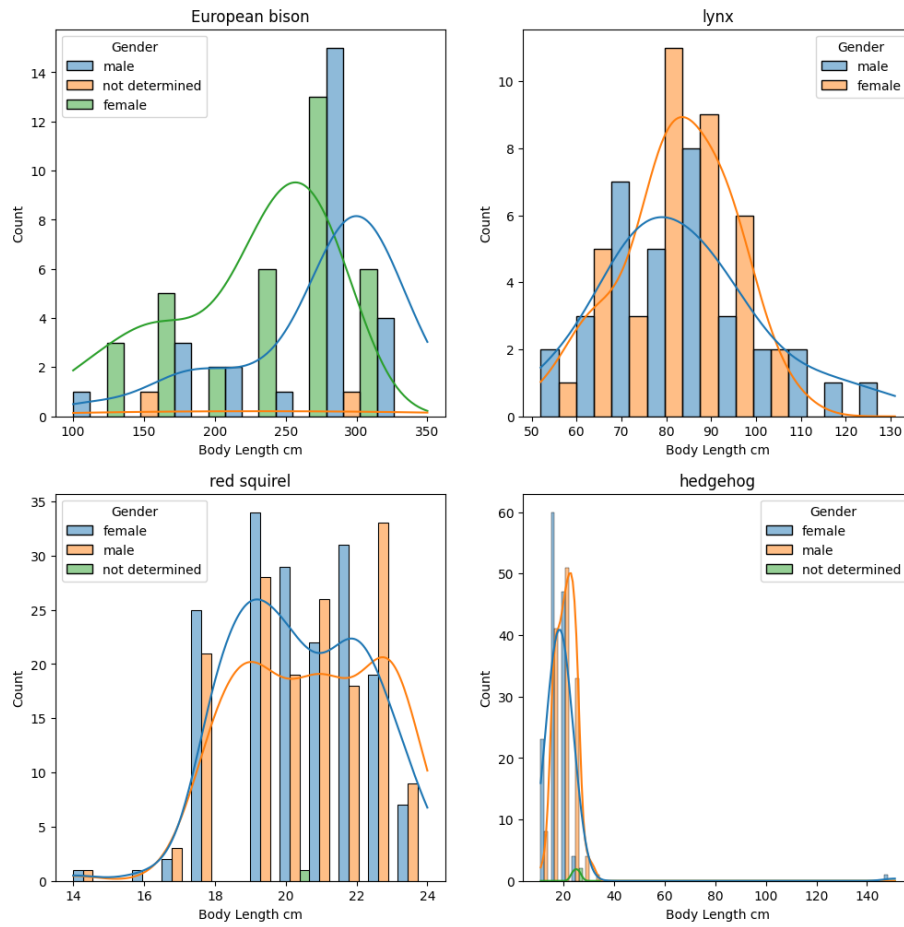 European bison
Gender
male
not determined
female
14
12
10
8
6
4
2
0
Count
100 150 200 250 300 350
Body Length cm
lynx
Gender
male
female
10
8
6
4
2
0
Count
50 60 70 80 90 100 110 120 130
Body Length cm
red squirel
Gender
female
male
not determined
35
30
25
20
15
10
5
0
Count
14 16 18 20 22 24
Body Length cm
hedgehog
Gender
female
male
not determined
60
50
40
30
20
10
0
Count
20 40 60 80 100 120 140
Body Length cm